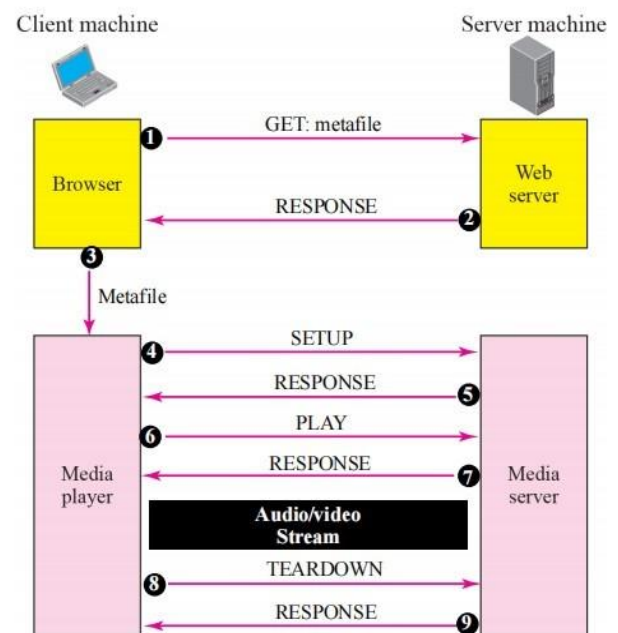 Client machine
Server machine
1
GET: metafile
Browser
Web
server
RESPONSE
2
3
Metafile
SETUP
4
RESPONSE
5
PLAY
6
RESPONSE
7
Media
player
Media
server
Audio/video
Stream
TEARDOWN
8
RESPONSE
9